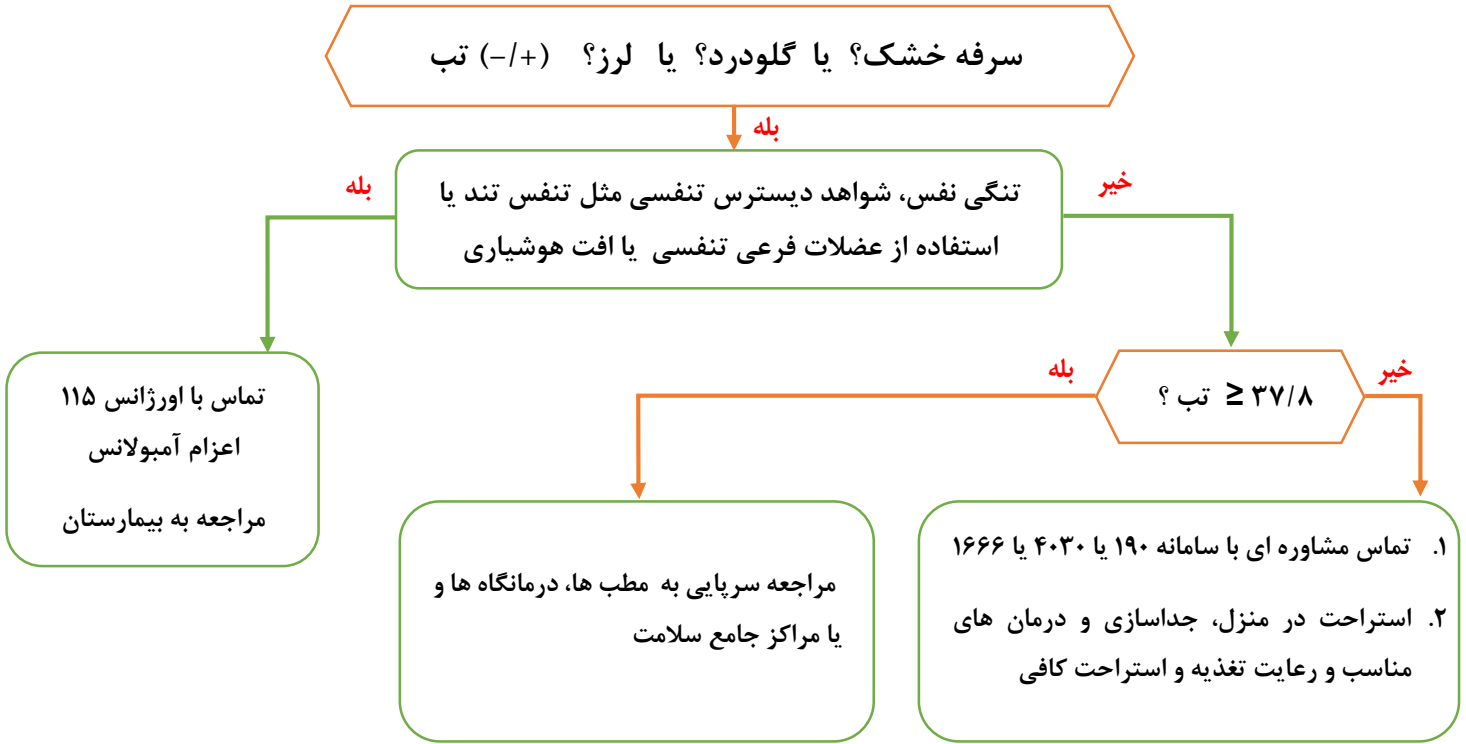 سرفه خشک؟ یا گلودرد؟ یا لرز؟ (+/-) تب
بله
تنگی نفس، شواهد دیسترس تنفسی مثل تنفس تند یا
استفاده از عضلات فرعی تنفسی یا افت هوشیاری
خیر
بله
تب ؟ ≥ ۳۷/۸
خیر
بله
۱. تماس مشاوره ای با سامانه ۱۹۰ یا ۴۰۳۰ یا ۱۶۶۶
۲. استراحت در منزل، جداسازی و درمان های
مناسب و رعایت تغذیه و استراحت کافی
مراجعه سرپایی به مطب ها، درمانگاه ها و
یا مراکز جامع سلامت
تماس با اورژانس ۱۱۵
اعزام آمبولانس
مراجعه به بیمارستان